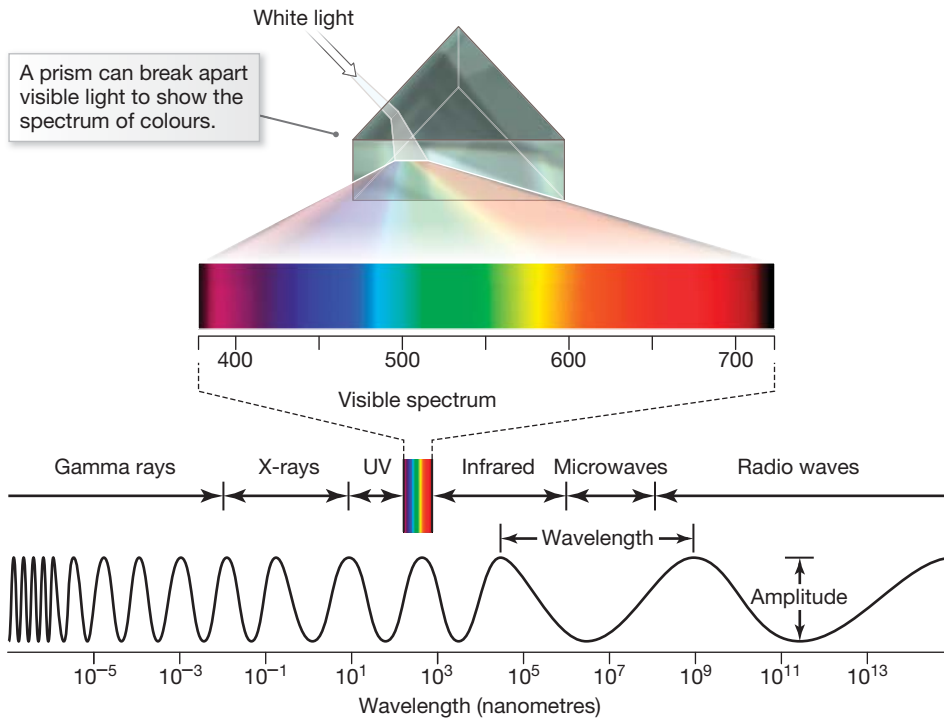 White light
A prism can break apart
visible light to show the
spectrum of colours.
400 500 600 700
Visible spectrum
Gamma rays X-rays UV Infrared Microwaves Radio waves
Wavelength
Amplitude
10⁻⁵ 10⁻³ 10⁻¹ 10¹ 10³ 10⁵ 10⁷ 10⁹ 10¹¹ 10¹³
Wavelength (nanometres)